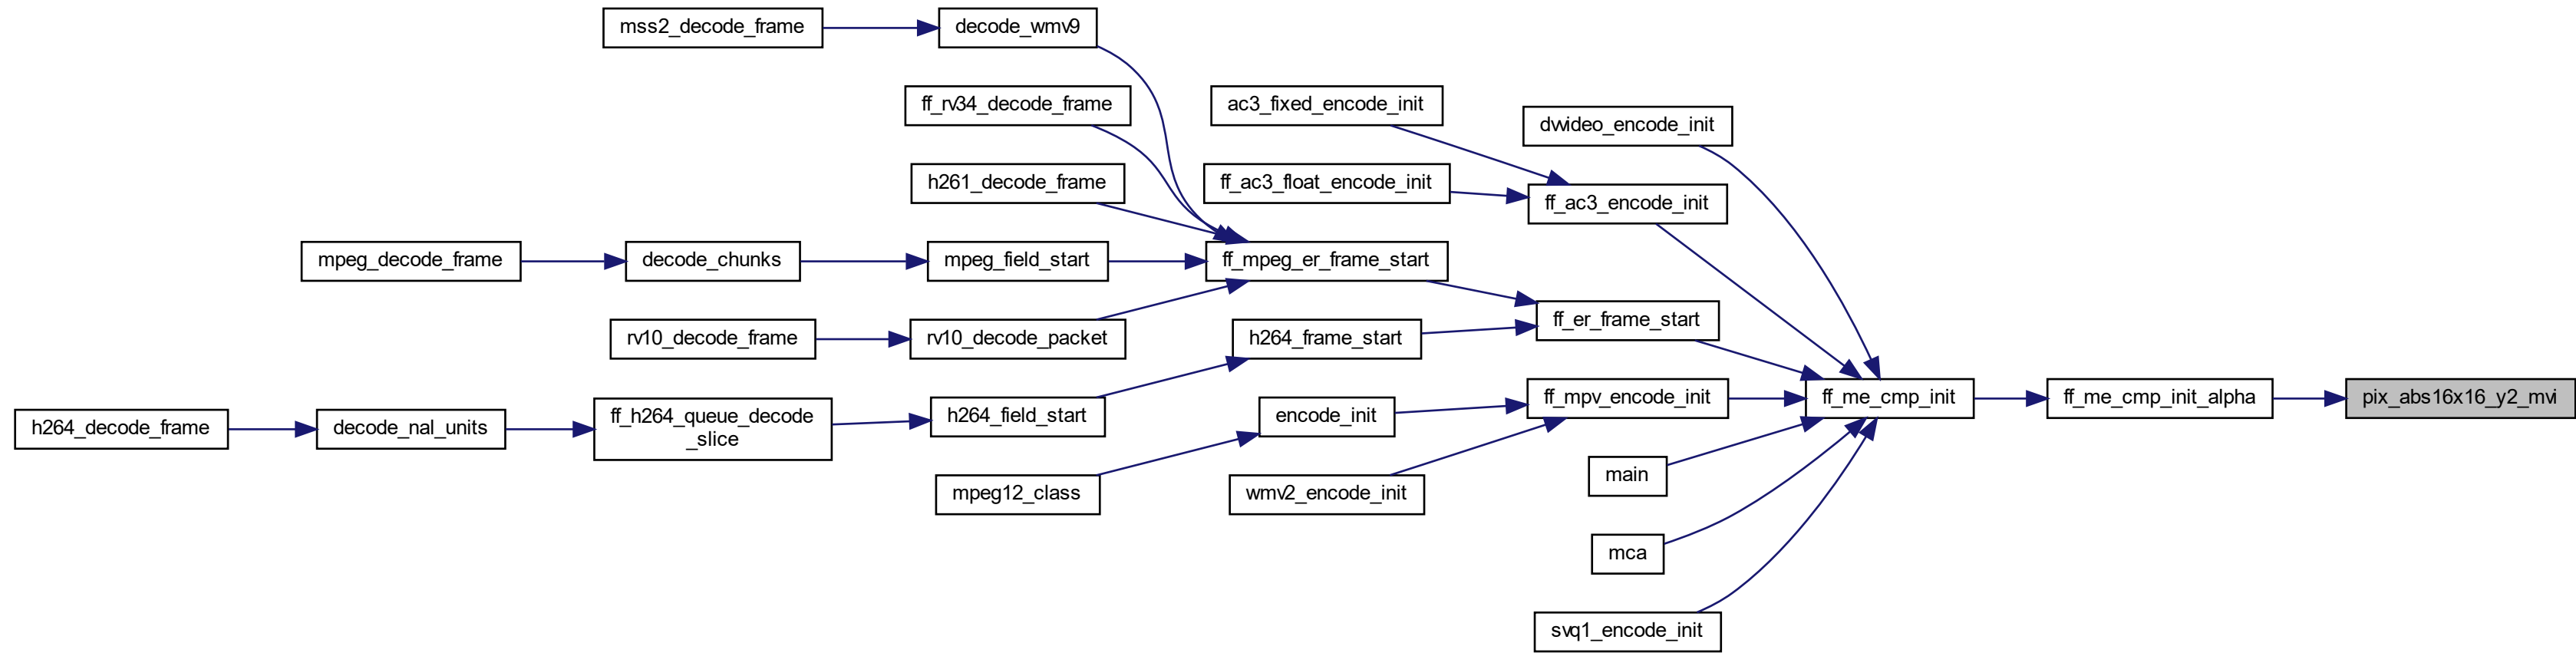 mss2_decode_frame
decode_wmv9
ff_rv34_decode_frame
ac3_fixed_encode_init
dvvideo_encode_init
h261_decode_frame
ff_ac3_float_encode_init
ff_ac3_encode_init
mpeg_decode_frame
decode_chunks
mpeg_field_start
ff_mpeg_er_frame_start
ff_er_frame_start
rv10_decode_frame
rv10_decode_packet
h264_frame_start
ff_mpv_encode_init
ff_me_cmp_init
ff_me_cmp_init_alpha
pix_abs16x16_y2_mvi
h264_decode_frame
decode_nal_units
ff_h264_queue_decode
_slice
h264_field_start
encode_init
main
mpeg12_class
wmv2_encode_init
mca
svq1_encode_init